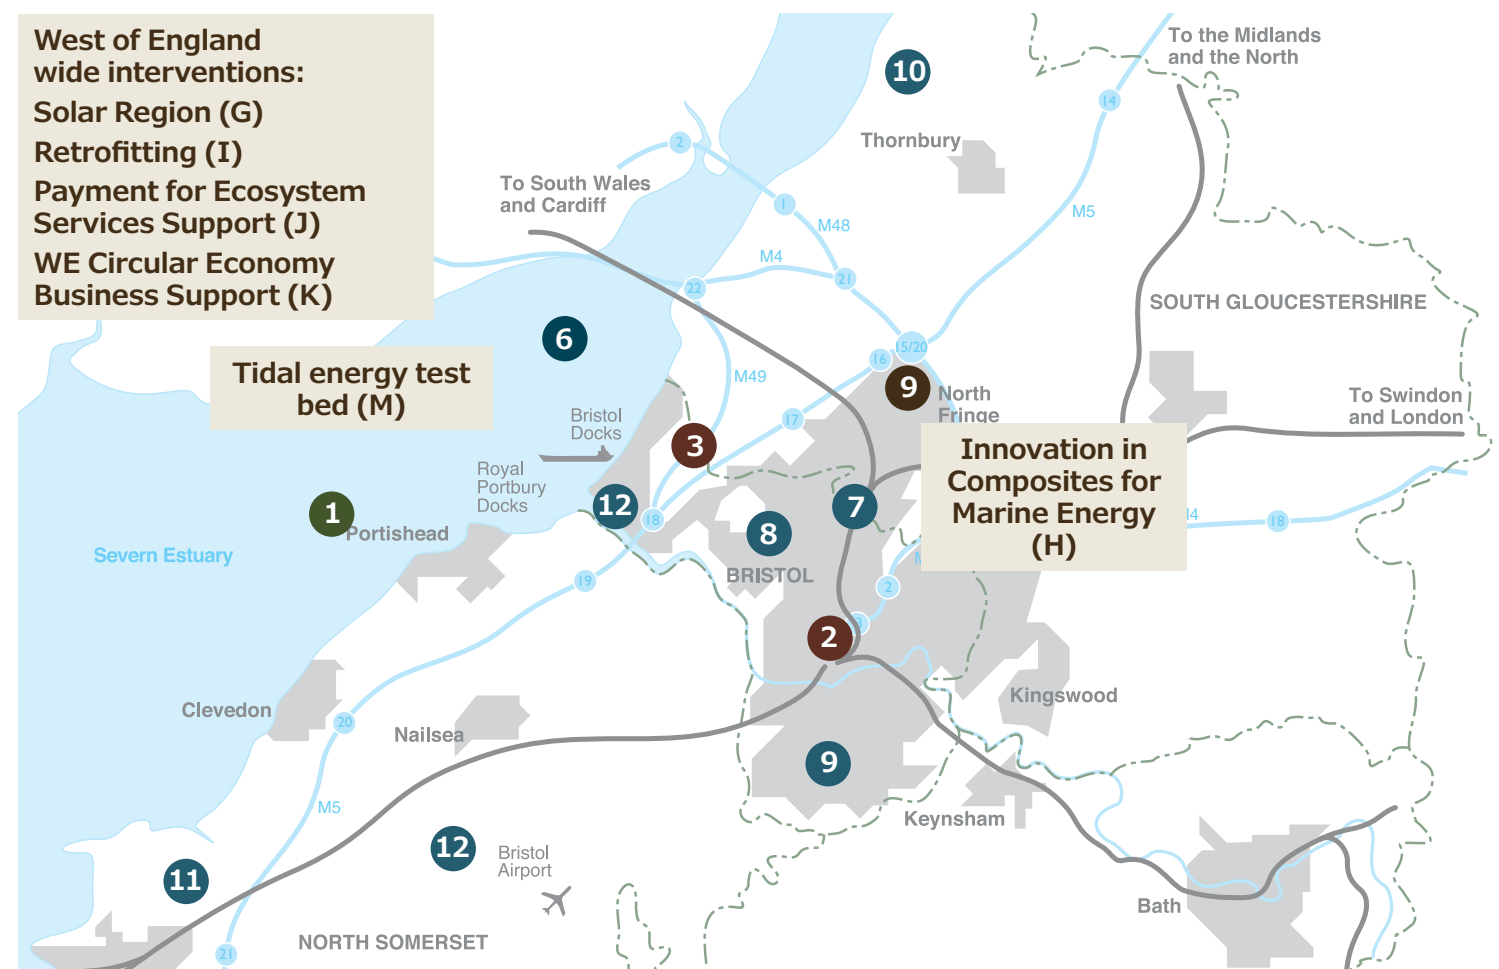 West of England
wide interventions:
Solar Region (G)
Retrofitting (I)
Payment for Ecosystem
Services Support (J)
WE Circular Economy
Business Support (K)
To the Midlands
and the North
10
14
Thornbury
2
To South Wales
and Cardiff
1
M48
M5
M4
21
22
SOUTH GLOUCESTERSHIRE
6
15/20
16
Tidal energy test
bed (M)
M49
9
North
Fringe
To Swindon
and London
Bristol
Docks
17
3
Innovation in
Composites for
Marine Energy
(H)
Royal
Portbury
Docks
12
18
7
1
Portishead
8
14
18
Severn Estuary
BRISTOL
19
2
M
3
2
Clevedon
20
Nailsea
Kingswood
9
M5
Keynsham
12
Bristol
Airport
11
Bath
NORTH SOMERSET
21